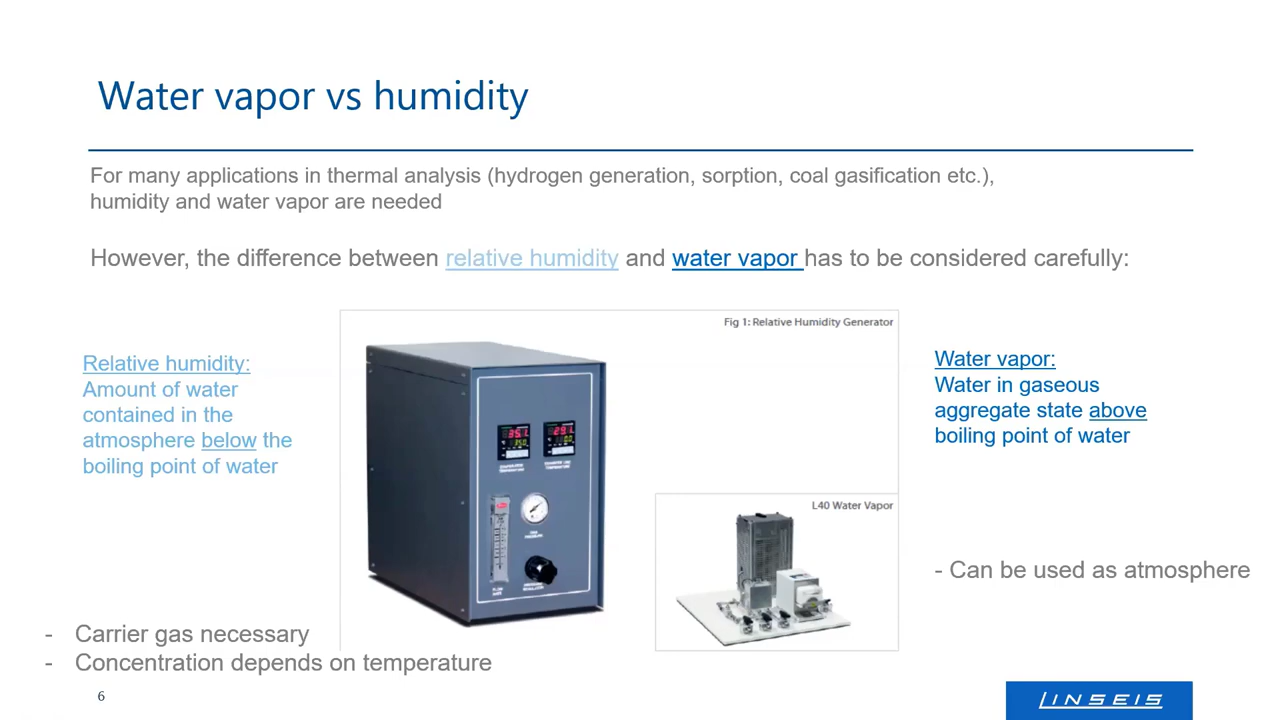 Water vapor vs humidity
For many applications in thermal analysis (hydrogen generation, sorption, coal gasification etc.),
humidity and water vapor are needed
However, the difference between relative humidity and water vapor has to be considered carefully:
Fig 1: Relative Humidity Generator
Relative humidity:
Amount of water
contained in the
atmosphere below the
boiling point of water
Water vapor:
Water in gaseous
aggregate state above
boiling point of water
L40 Water Vapor
- Can be used as atmosphere
- Carrier gas necessary
- Concentration depends on temperature
6
LINSEIS